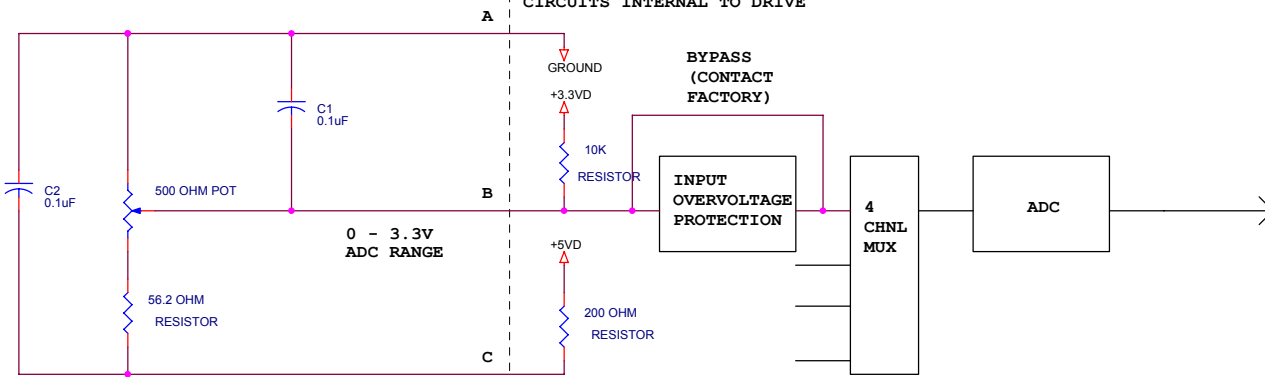 CIRCUITS INTERNAL TO DRIVE
A
GROUND
BYPASS
(CONTACT
FACTORY)
+3.3VD
C1
0.1uF
10K
RESISTOR
C2
0.1uF
500 OHM POT
B
INPUT
OVERVOLTAGE
PROTECTION
4
CHNL
MUX
ADC
0 - 3.3V
ADC RANGE
+5VD
56.2 OHM
RESISTOR
200 OHM
RESISTOR
C